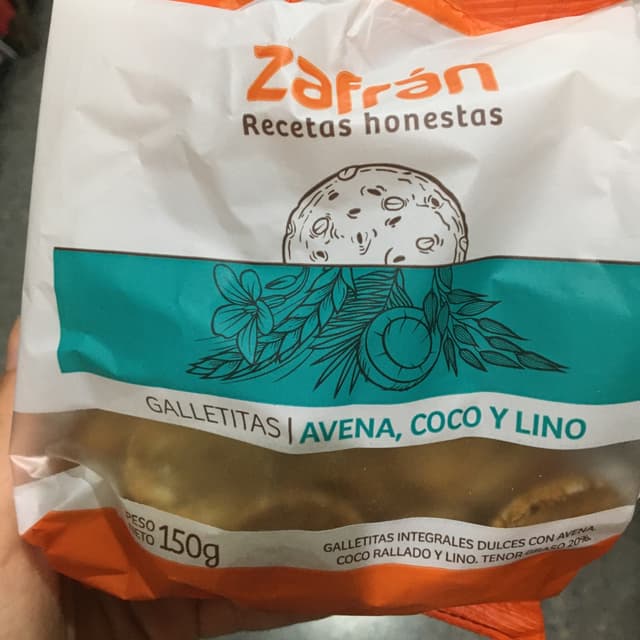 Zafrán
Recetas honestas
GALLETITAS | AVENA, COCO Y LINO
PESO
NETO 150g
GALLETITAS INTEGRALES DULCES CON AVENA,
COCO RALLADO Y LINO. TENOR GRASO 20%